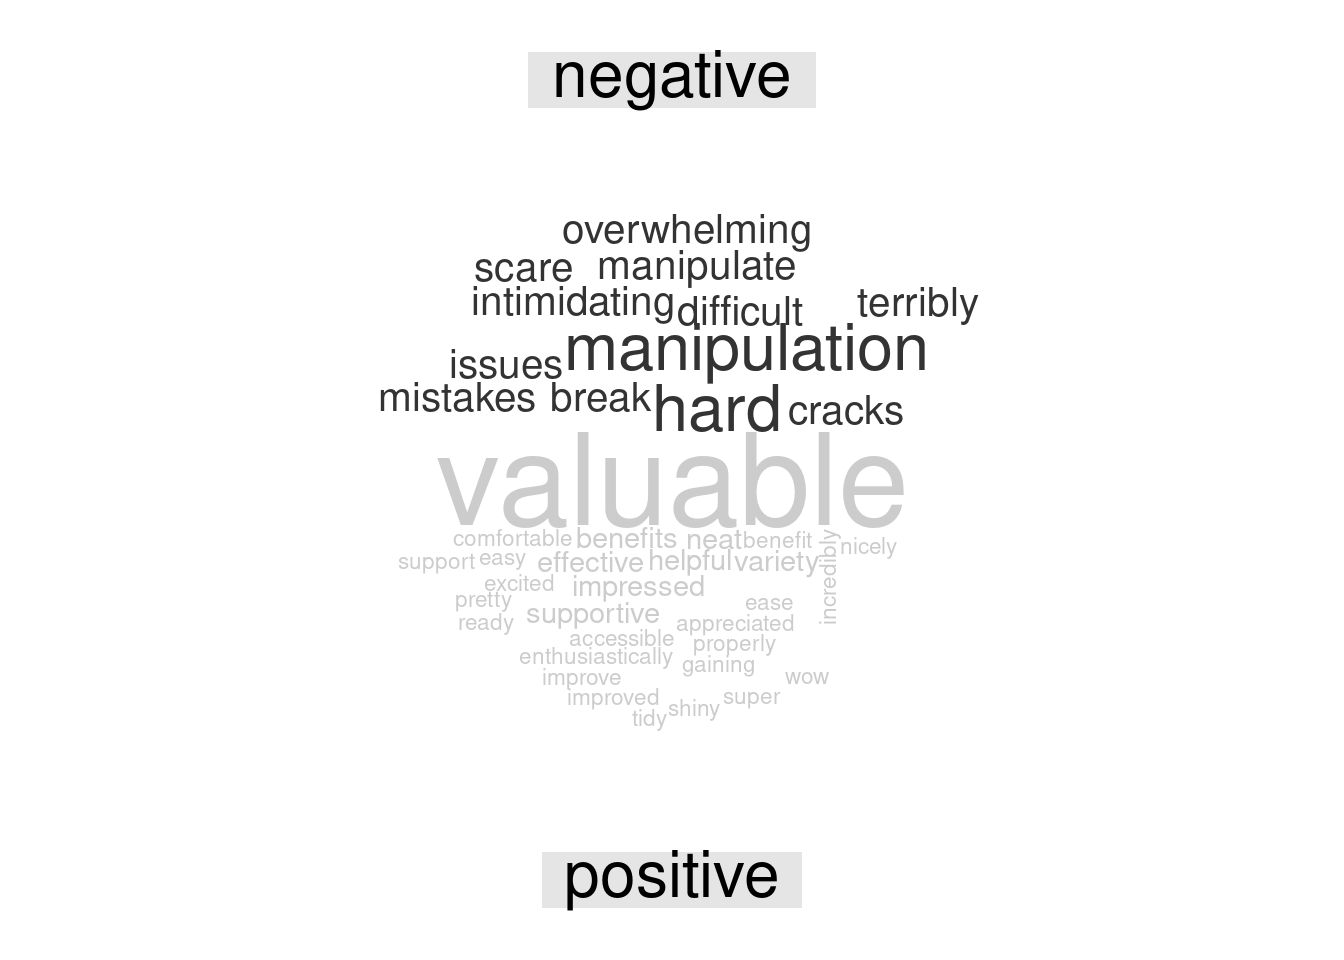 negative
overwhelming
scare manipulate
intimidating difficult terribly
manipulation
issues
mistakes break hard cracks
valuable
comfortable benefits neat benefit nicely
support easy effective helpful variety incredibly
excited impressed
pretty ease
ready supportive appreciated
accessible properly
enthusiastically gaining
improve wow
improved super
tidy shiny
positive